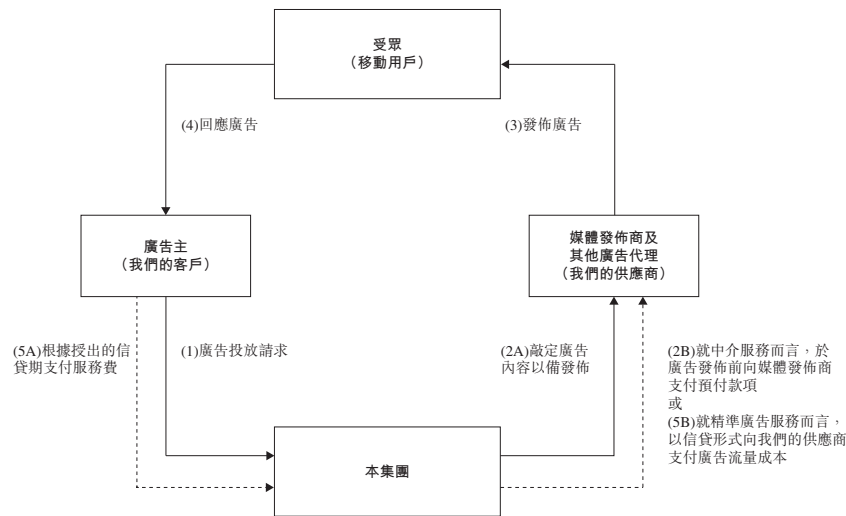 受眾
（移動用戶）
(4)回應廣告
(3)發佈廣告
廣告主
（我們的客戶）
媒體發佈商及
其他廣告代理
（我們的供應商）
(5A)根據授出的信
貸期支付服務費
(1)廣告投放請求
(2A)敲定廣告
內容以備發佈
(2B)就中介服務而言，於
廣告發佈前向媒體發佈商
支付預付款項
或
(5B)就精準廣告服務而言，
以信貸形式向我們的供應商
支付廣告流量成本
本集團